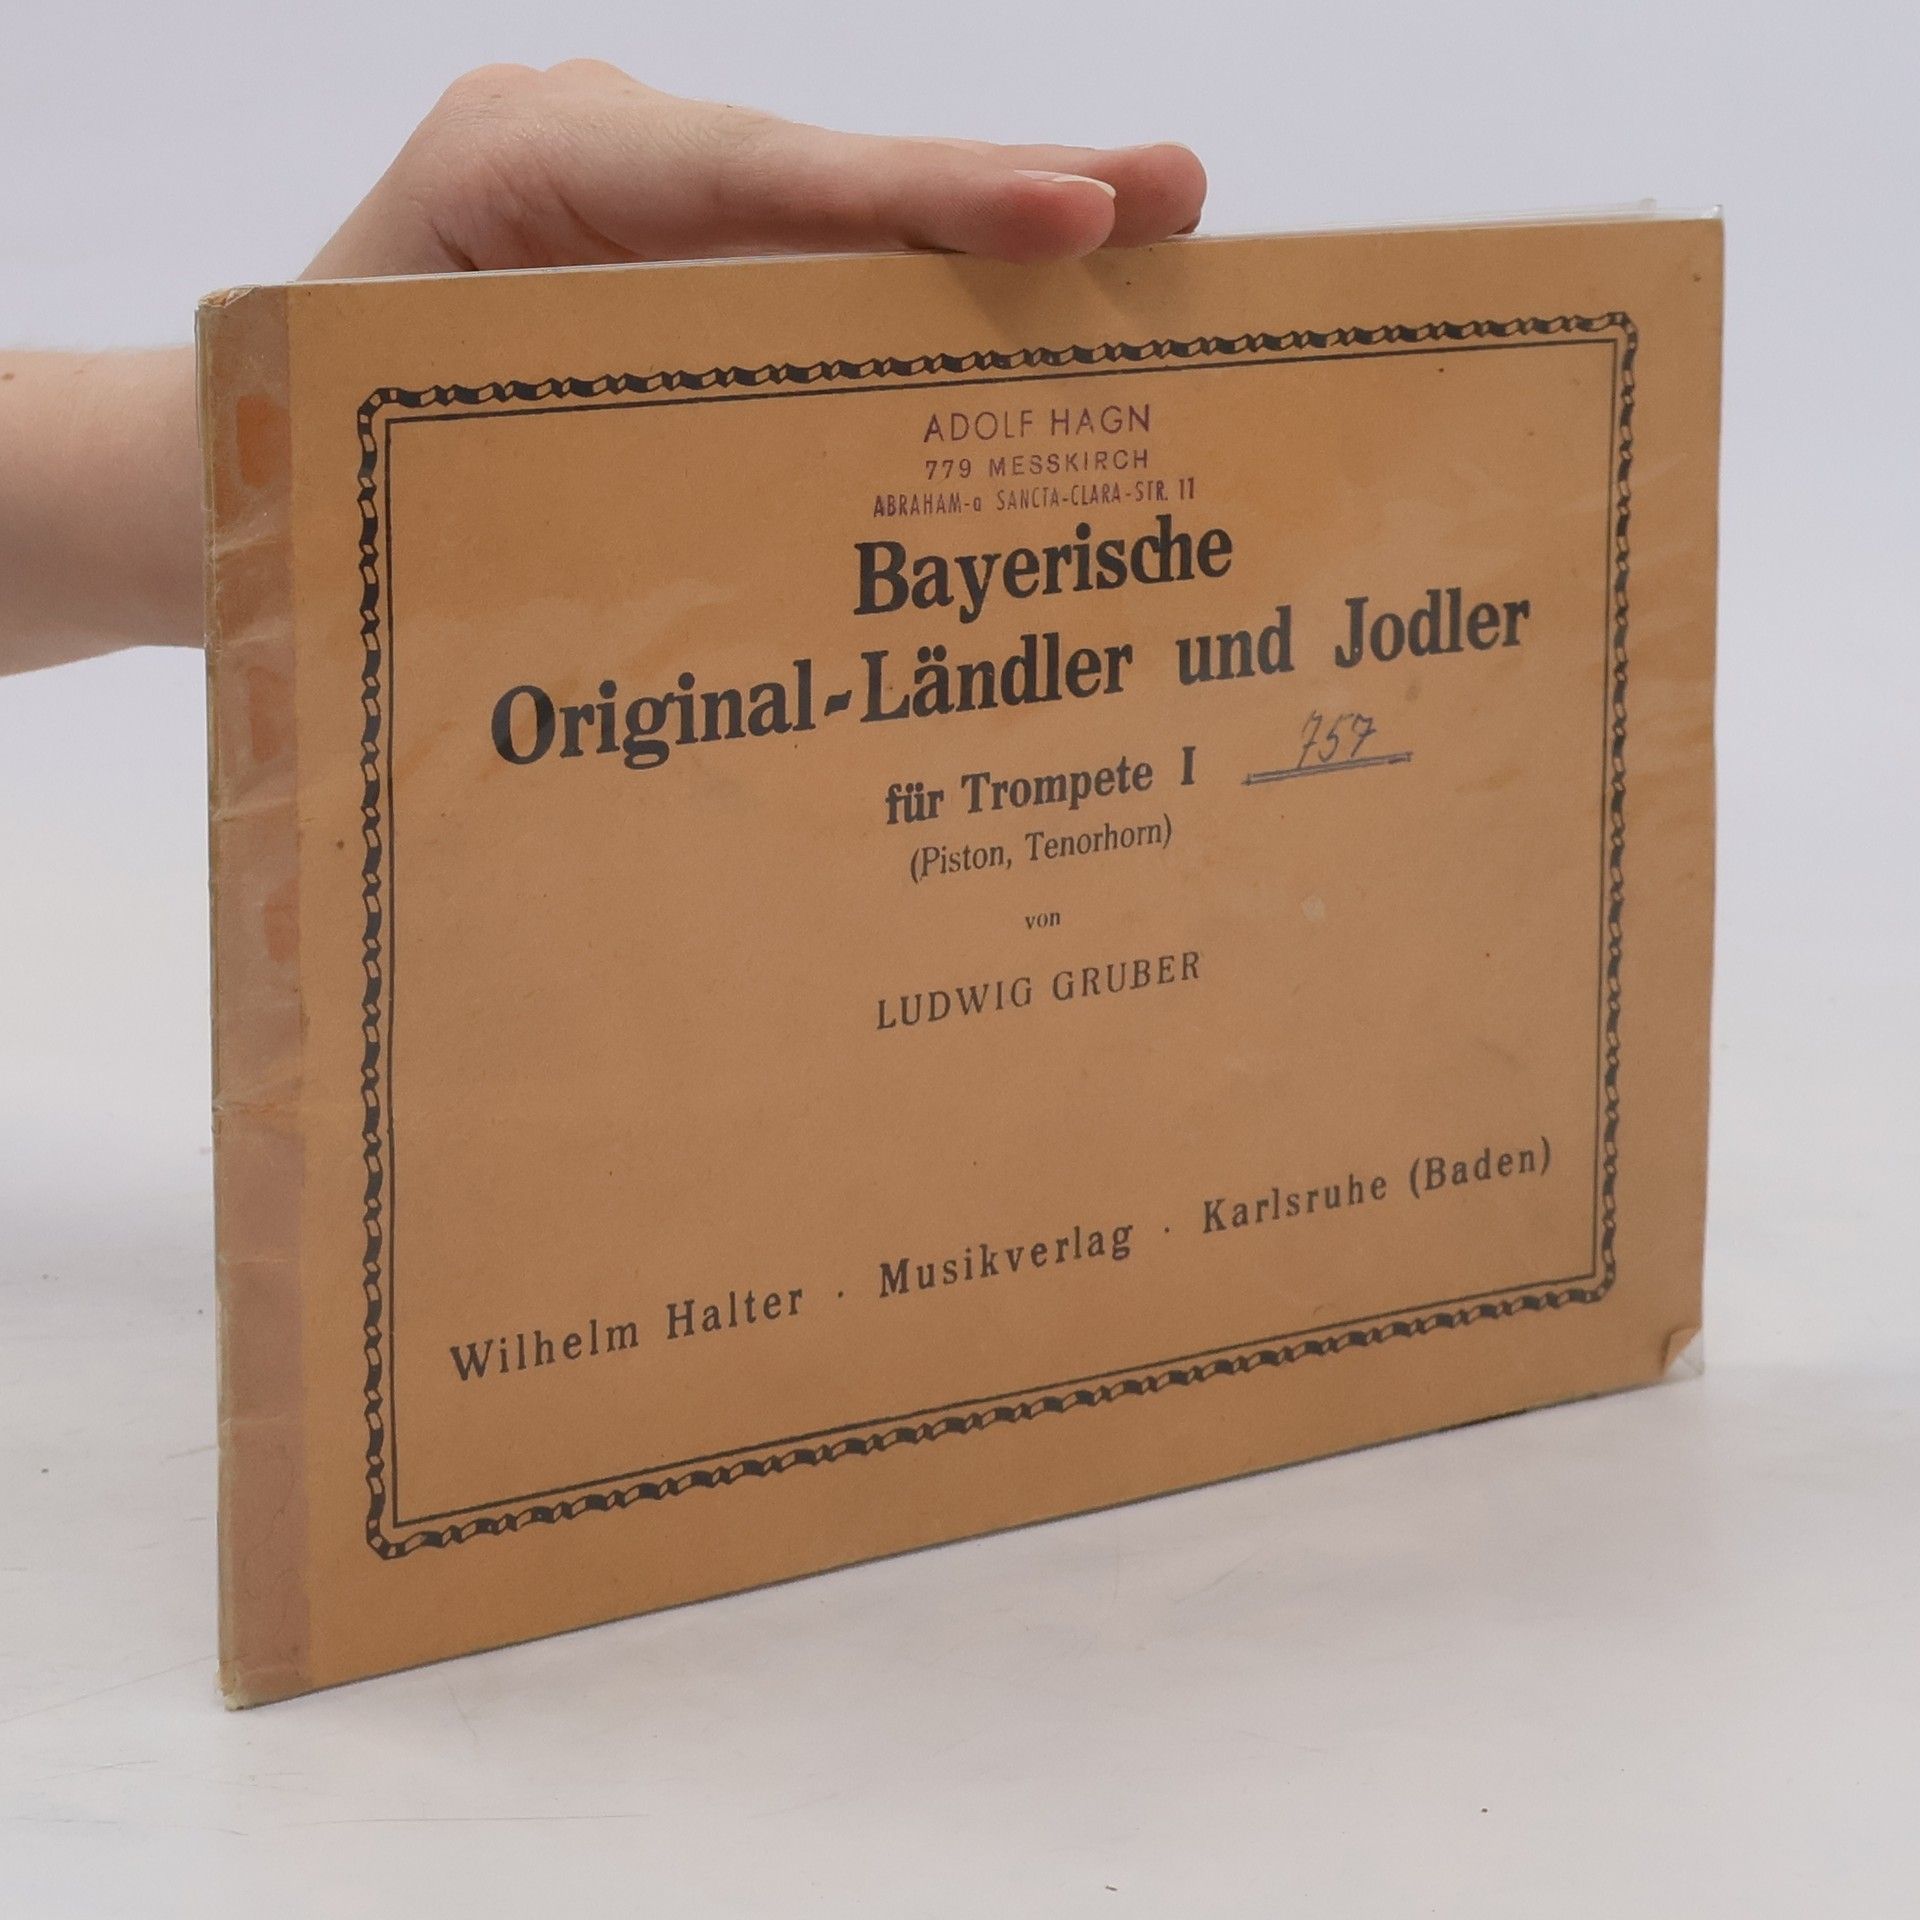 ADOLF HAGN
779 MESSKIRCH
ABRAHAM-a SANCTA-CLARA-STR. 11
Bayerische
Original-Ländler und Jodler
für Trompete I 757
(Piston, Tenorhorn)
von
LUDWIG GRUBER
Wilhelm Halter · Musikverlag · Karlsruhe (Baden)